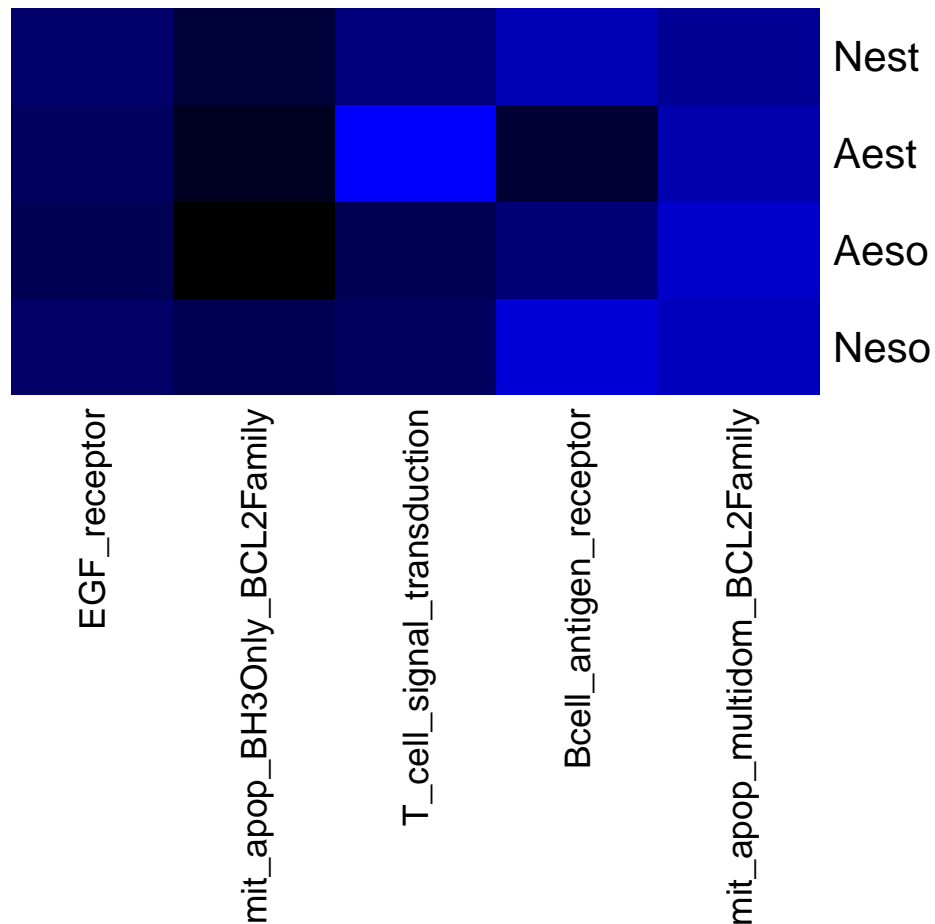 Nest
Aest
Aeso
Neso
EGF_receptor
mit_apop_BH3Only_BCL2Family
T_cell_signal_transduction
Bcell_antigen_receptor
mit_apop_multidom_BCL2Family